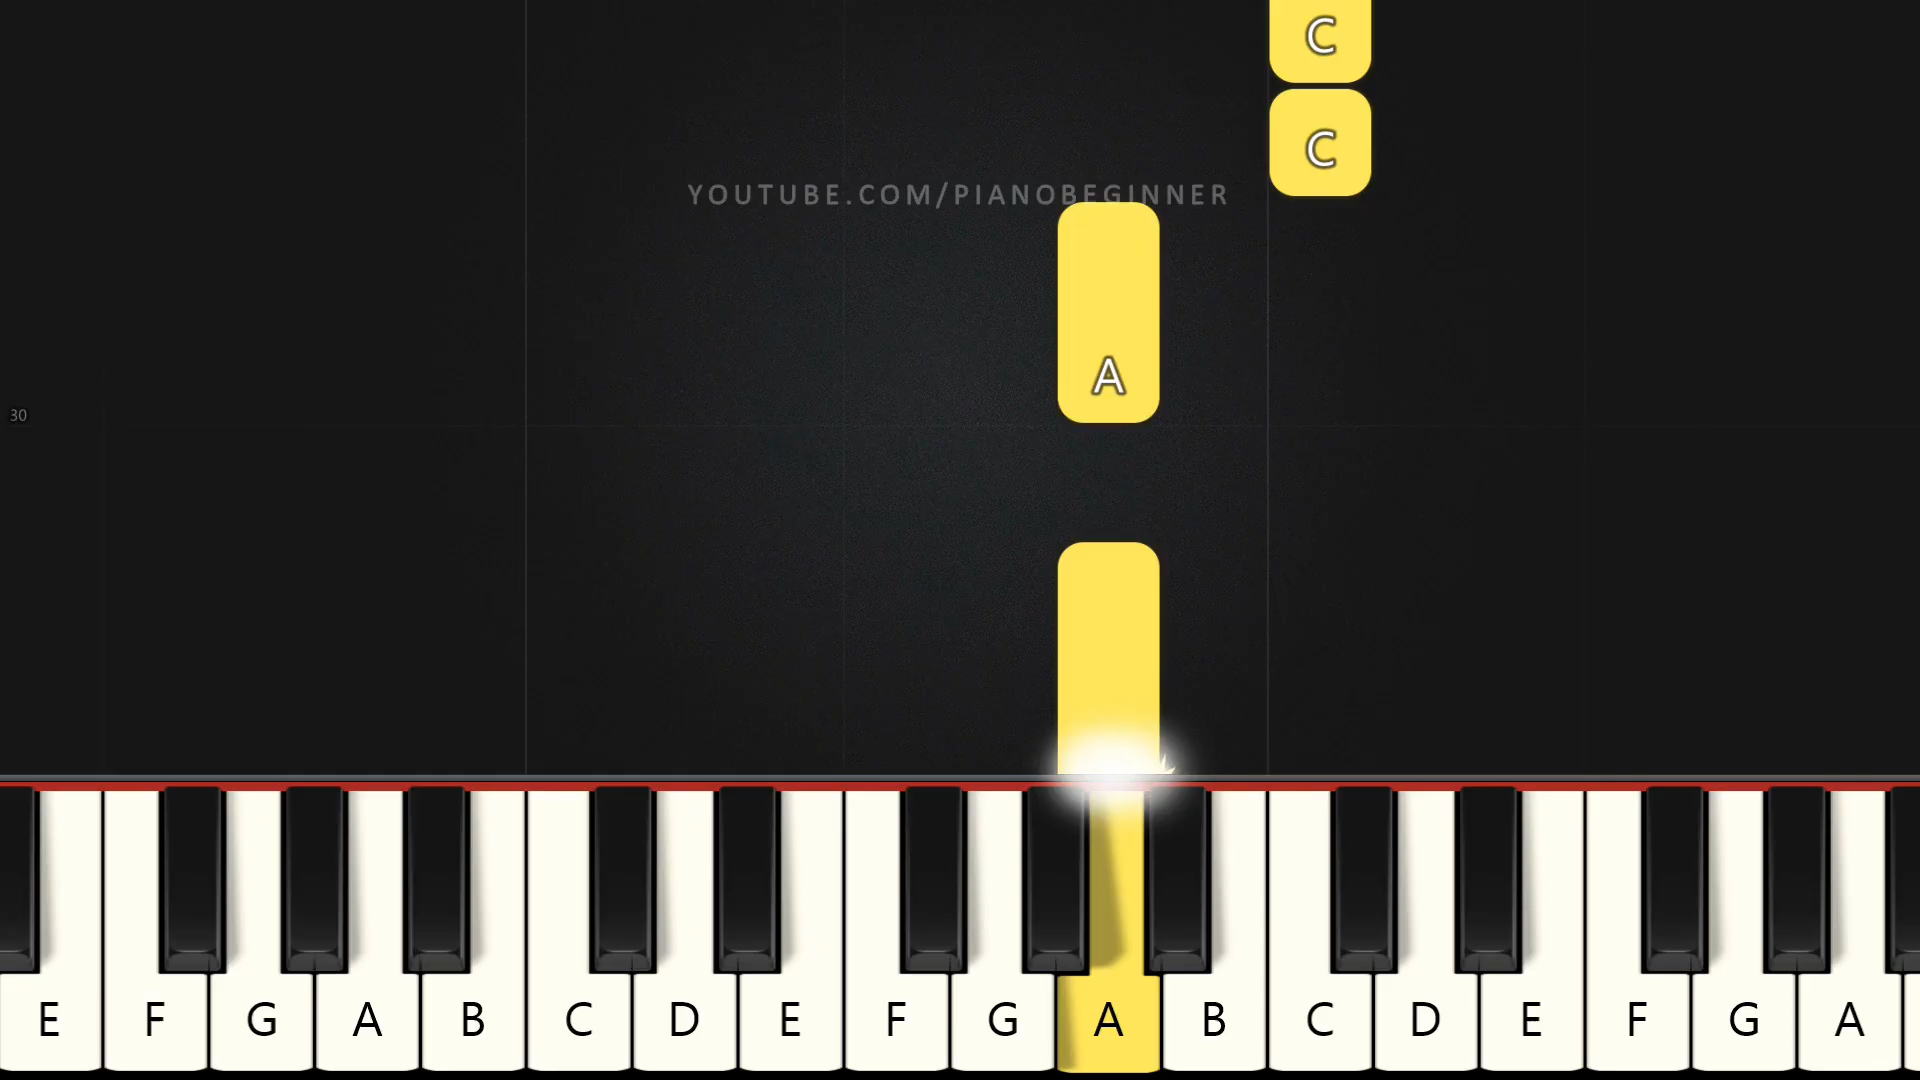 C
C
YOUTUBE.COM/PIANOBEGINNER
A
30
E F G A B C D E F G A B C D E F G A